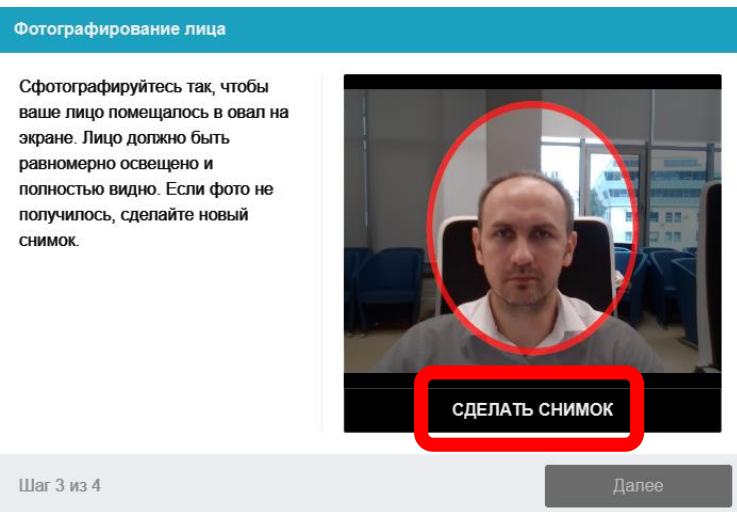 Фотографирование лица
Сфотографируйтесь так, чтобы
ваше лицо помещалось в овал на
экране. Лицо должно быть
равномерно освещено и
полностью видно. Если фото не
получилось, сделайте новый
снимок.
СДЕЛАТЬ СНИМОК
Шаг 3 из 4
Далее